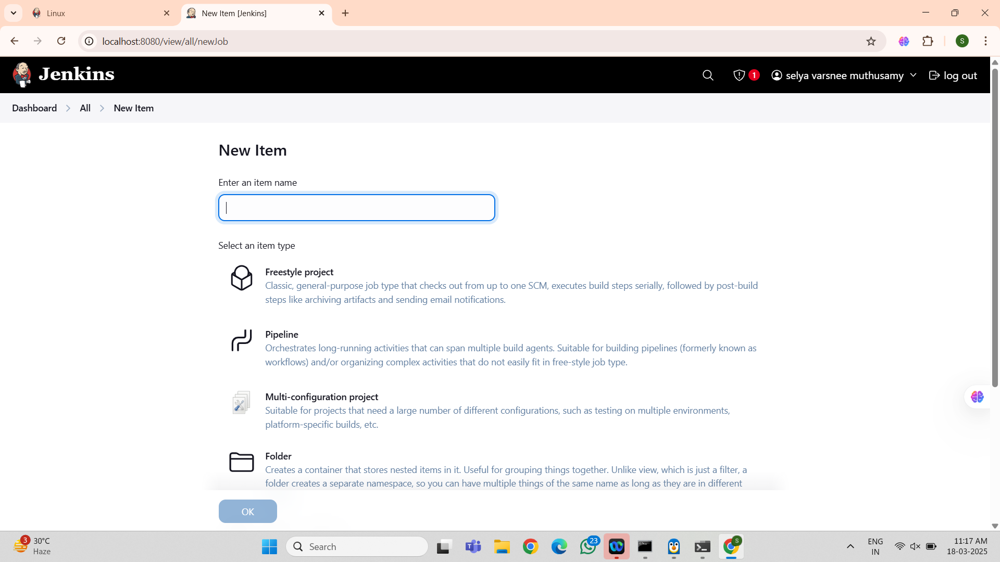 Linux
New Item [Jenkins]
localhost:8080/view/all/newJob
S
Jenkins
1
selya varsnee muthusamy
log out
Dashboard
All
New Item
New Item
Enter an item name
Select an item type
Freestyle project
Classic, general-purpose job type that checks out from up to one SCM, executes build steps serially, followed by post-build
steps like archiving artifacts and sending email notifications.
Pipeline
Orchestrates long-running activities that can span multiple build agents. Suitable for building pipelines (formerly known as
workflows) and/or organizing complex activities that do not easily fit in free-style job type.
Multi-configuration project
Suitable for projects that need a large number of different configurations, such as testing on multiple environments,
platform-specific builds, etc.
Folder
Creates a container that stores nested items in it. Useful for grouping things together. Unlike view, which is just a filter, a
folder creates a separate namespace, so you can have multiple things of the same name as long as they are in different
OK
3
30°C
Haze
Search
23
S
ENG
IN
11:17 AM
18-03-2025